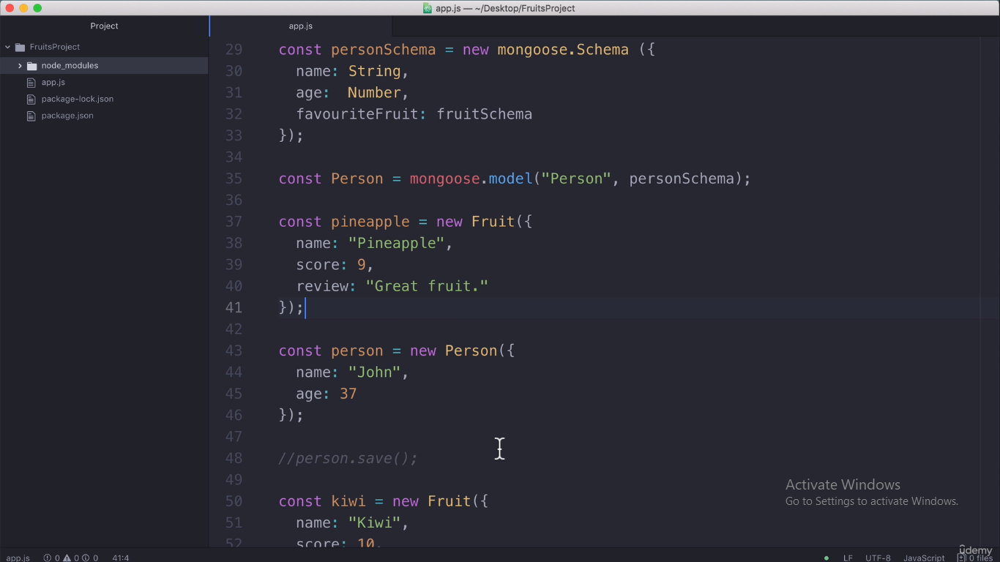 app.js — ~/Desktop/FruitsProject
Project
app.js
FruitsProject
node_modules
app.js
package-lock.json
package.json
29 const personSchema = new mongoose.Schema ({
30   name: String,
31   age:  Number,
32   favouriteFruit: fruitSchema
33 });
34
35 const Person = mongoose.model("Person", personSchema);
36
37 const pineapple = new Fruit({
38   name: "Pineapple",
39   score: 9,
40   review: "Great fruit."
41 });
42
43 const person = new Person({
44   name: "John",
45   age: 37
46 });
47
48 //person.save();
49
50 const kiwi = new Fruit({
51   name: "Kiwi",
52   score: 10,
Activate Windows
Go to Settings to activate Windows.
ûdemy
app.js 0 0 0 41:4 LF UTF-8 JavaScript 0 files